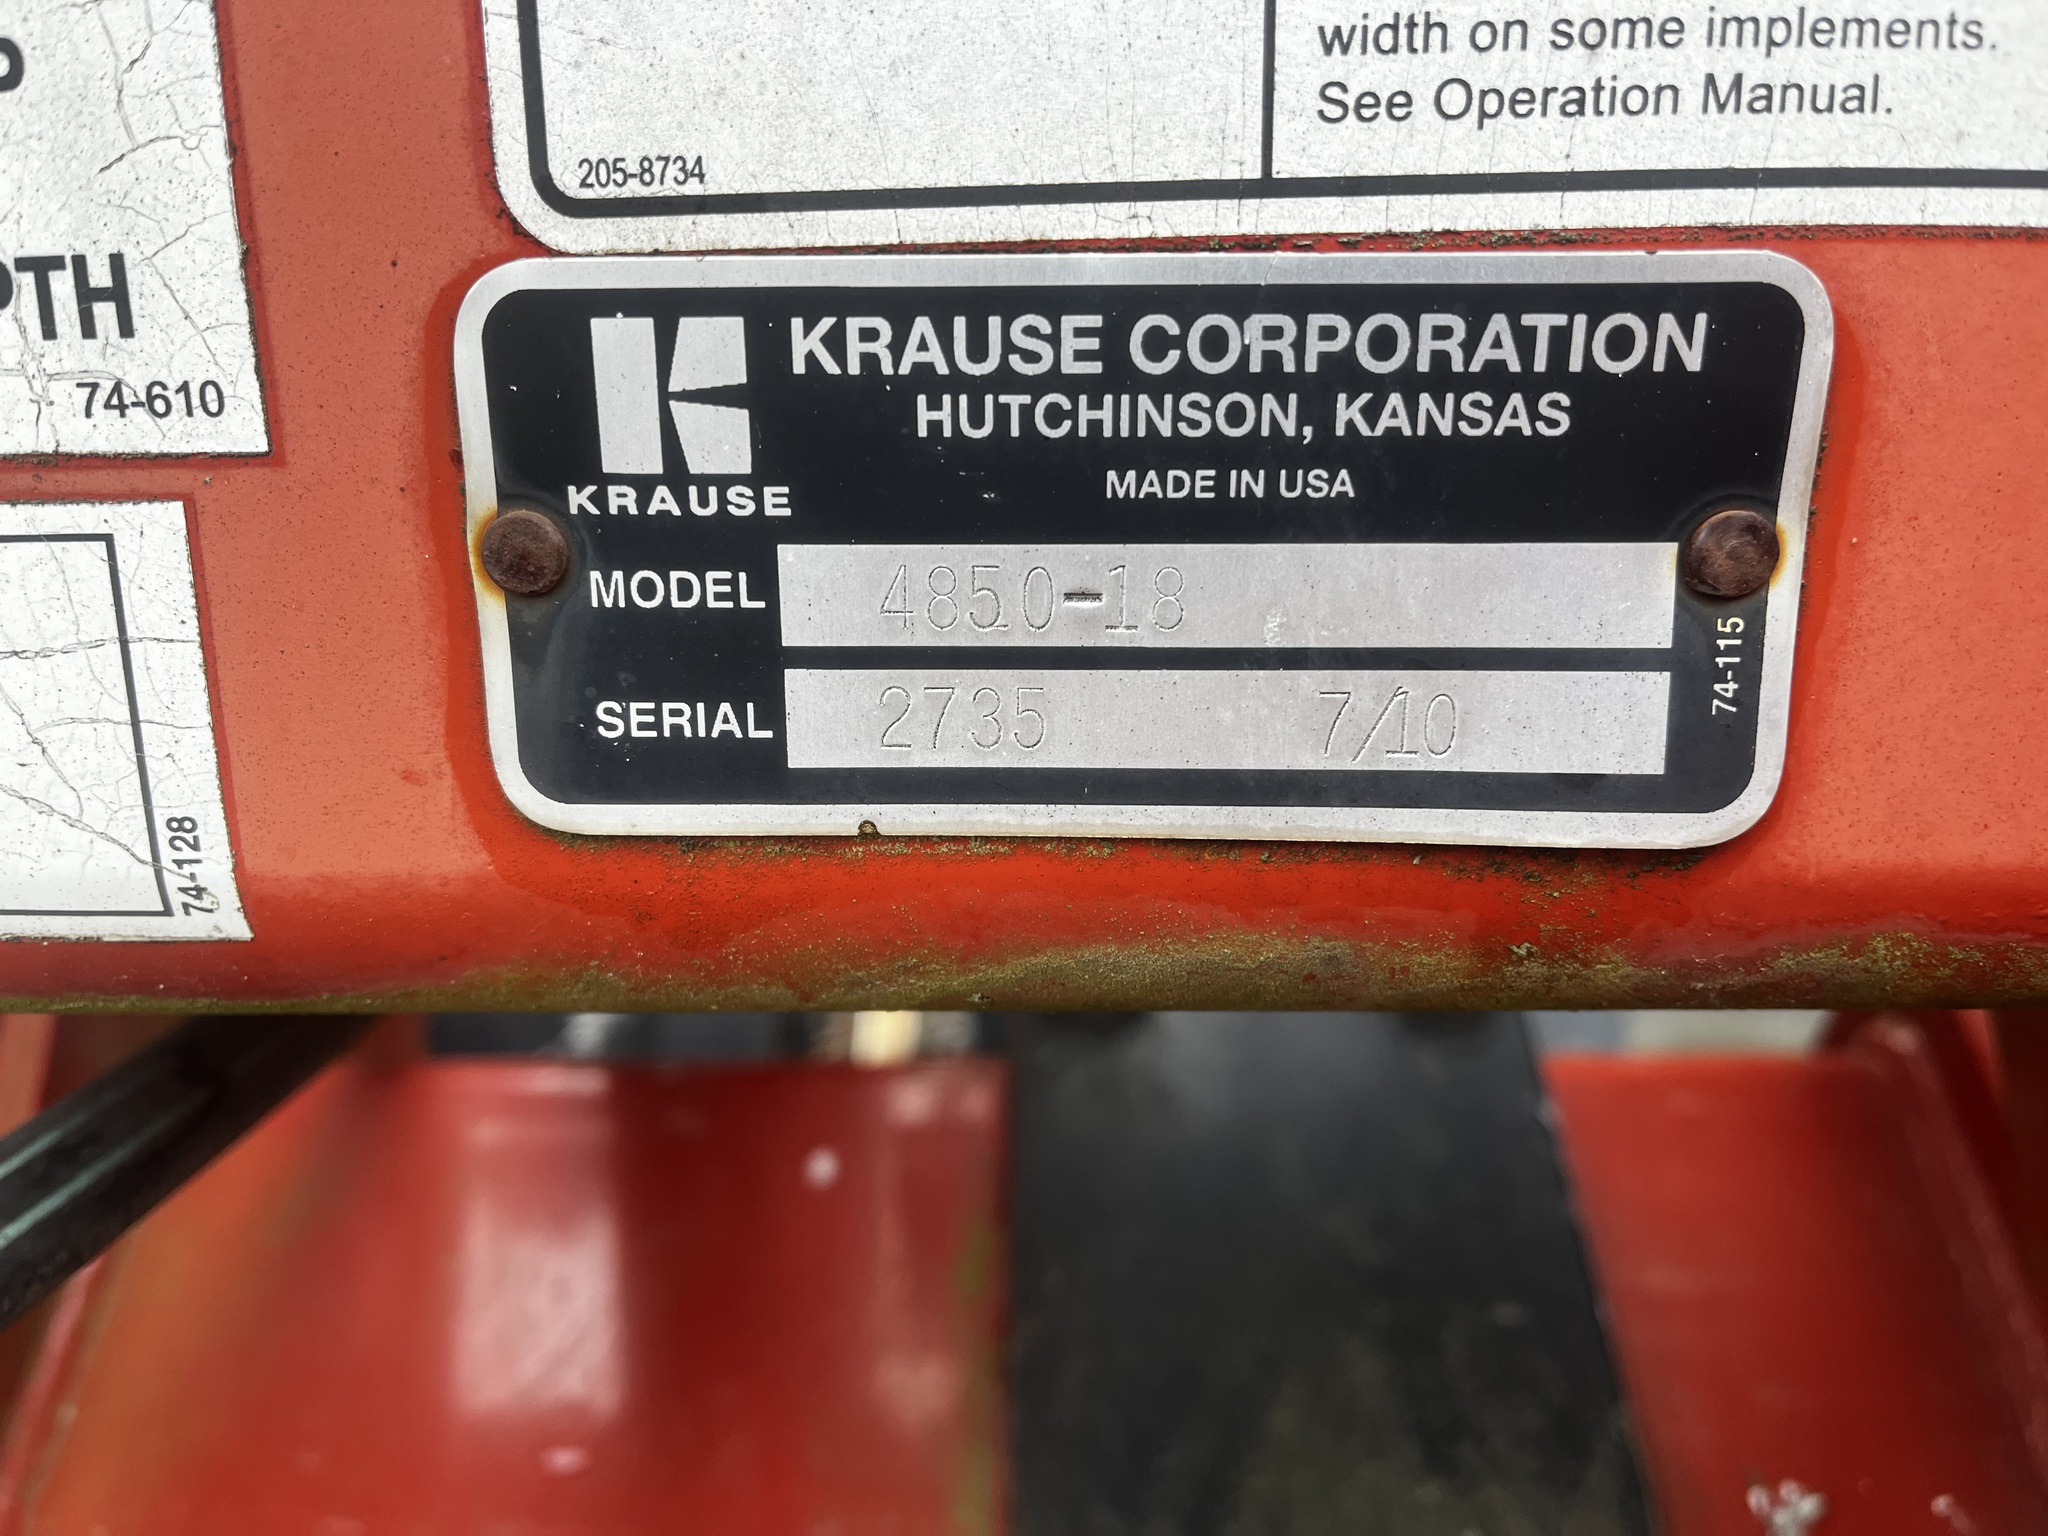 width on some implements.
See Operation Manual.
205-8734
PTH
74-610
74-128
KRAUSE CORPORATION
HUTCHINSON, KANSAS
MADE IN USA
KRAUSE
MODEL 4850-18
SERIAL 2735 7/10
74-115